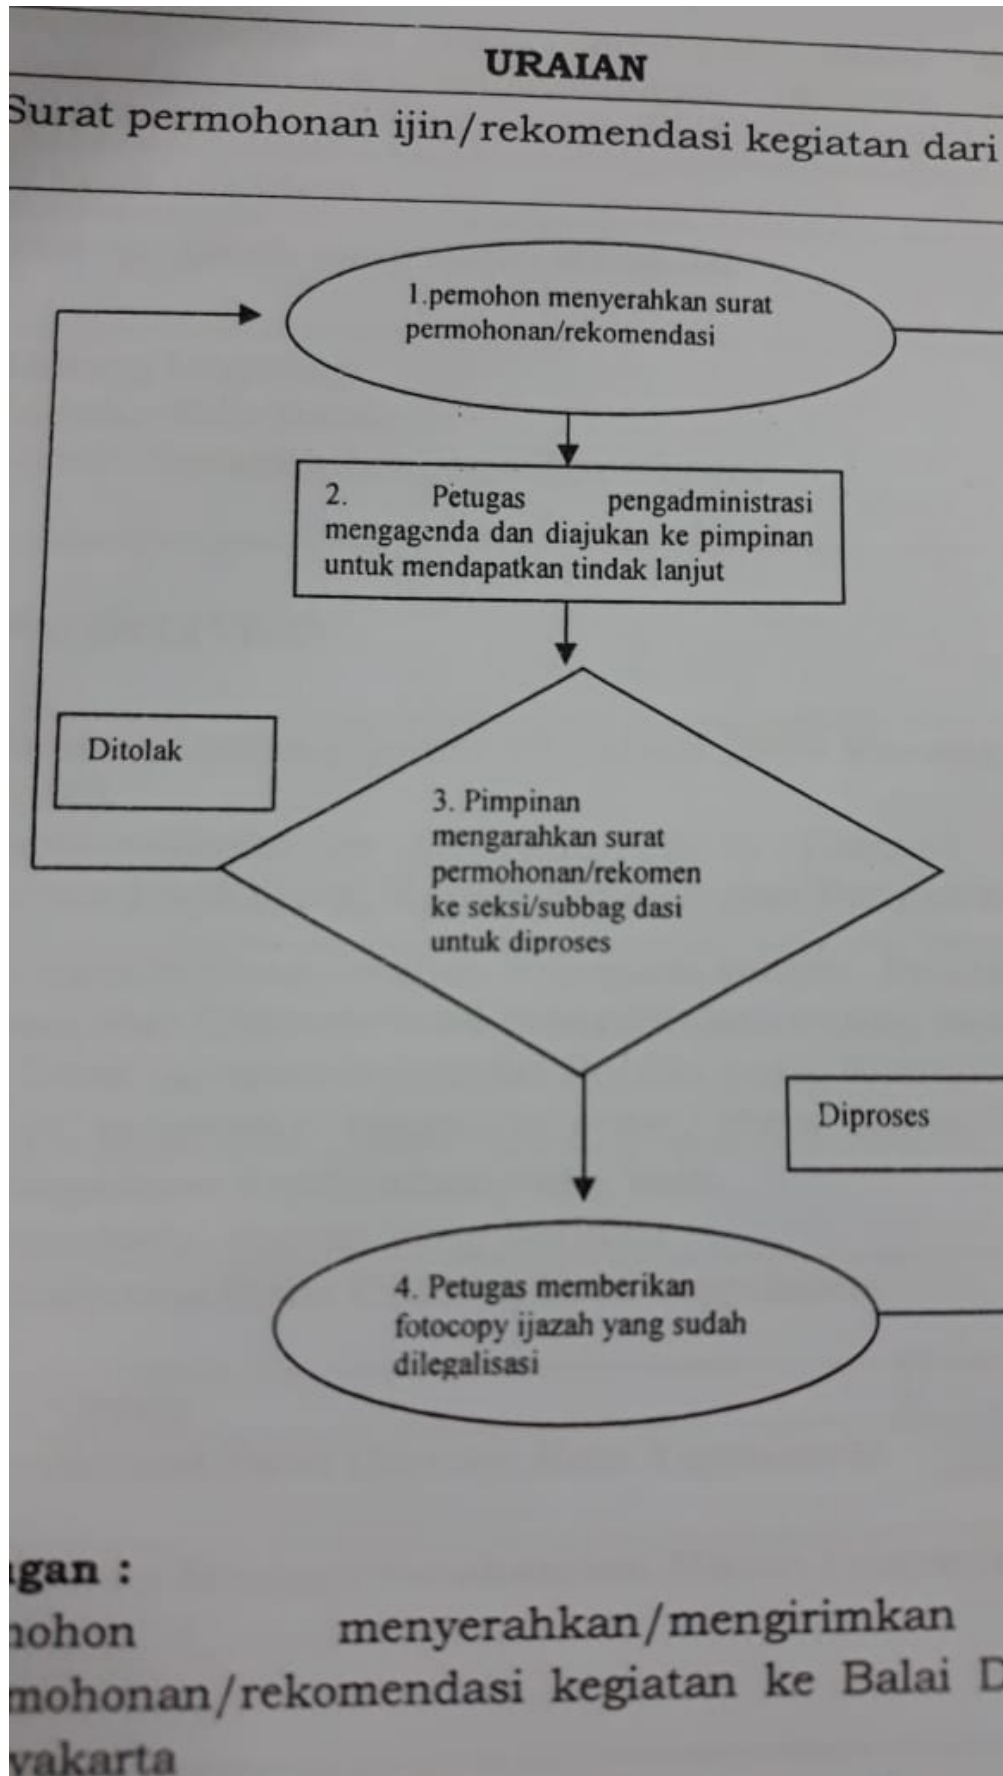 URAIAN
Surat permohonan ijin/rekomendasi kegiatan dari
1.pemohon menyerahkan surat
permohonan/rekomendasi
2. Petugas pengadministrasi
mengagenda dan diajukan ke pimpinan
untuk mendapatkan tindak lanjut
Ditolak
3. Pimpinan
mengarahkan surat
permohonan/rekomen
ke seksi/subbag dasi
untuk diproses
Diproses
4. Petugas memberikan
fotocopy ijazah yang sudah
dilegalisasi
gan :
mohon menyerahkan/mengirimkan
mohonan/rekomendasi kegiatan ke Balai D
yakarta